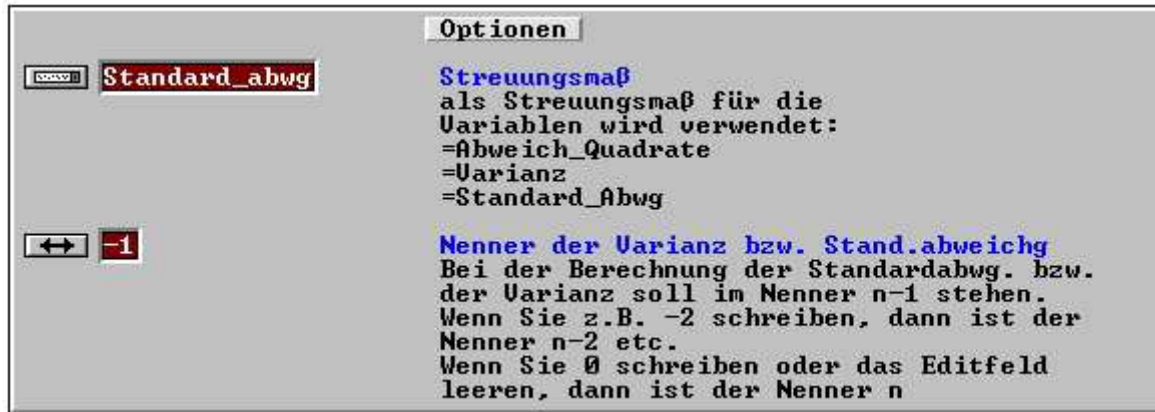 Optionen
Standard_abwg
Streuungsmaß
als Streuungsmaß für die
Variablen wird verwendet:
=Abweich_Quadrate
=Varianz
=Standard_Abwg
-1
Nenner der Varianz bzw. Stand.abweichg
Bei der Berechnung der Standardabwg. bzw.
der Varianz soll im Nenner n-1 stehen.
Wenn Sie z.B. -2 schreiben, dann ist der
Nenner n-2 etc.
Wenn Sie 0 schreiben oder das Editfeld
leeren, dann ist der Nenner n